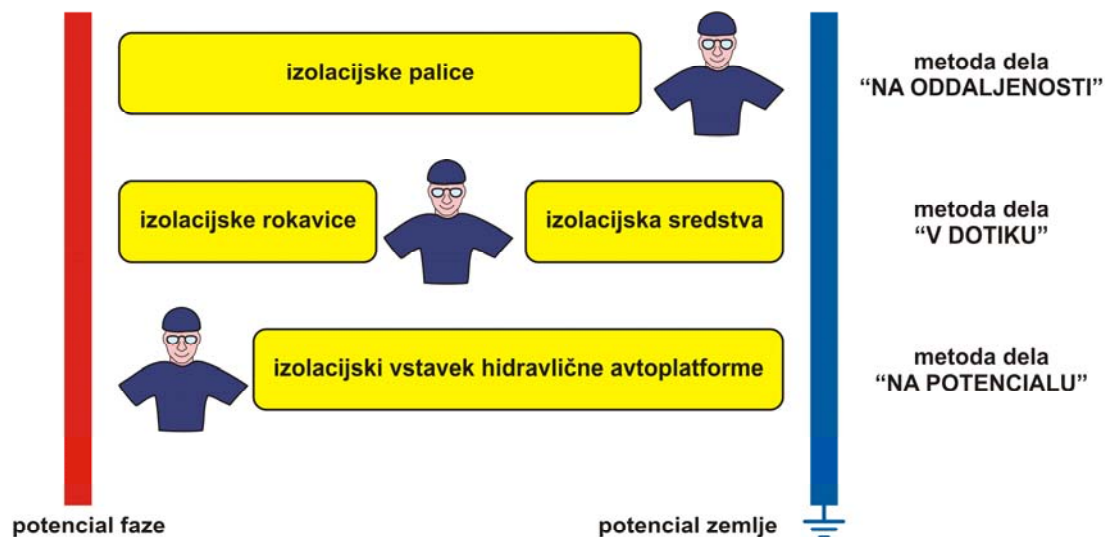 izolacijske palice
metoda dela
“NA ODDALJENOSTI”
izolacijske rokavice
izolacijska sredstva
metoda dela
“V DOTIKU”
izolacijski vstavek hidravlične avtoplatforme
metoda dela
“NA POTENCIALU”
potencial faze
potencial zemlje